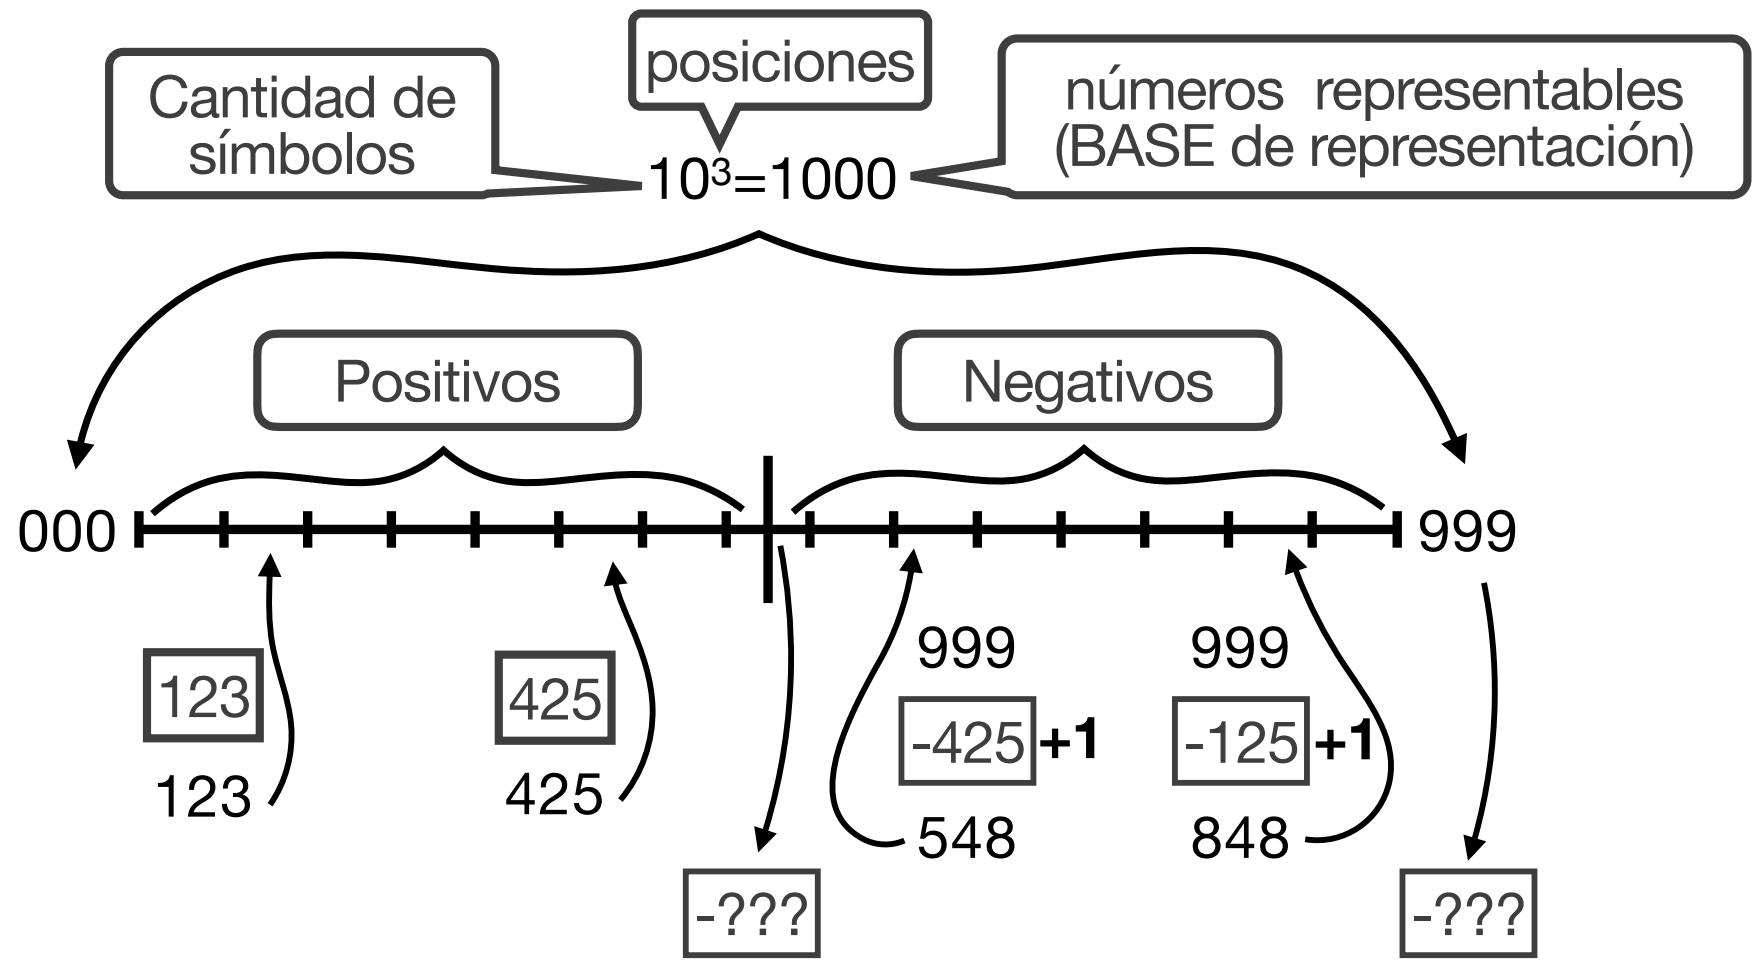 posiciones
Cantidad de
símbolos
números representables
(BASE de representación)
10³=1000
Positivos
Negativos
000
999
123
123
425
425
999
-425+1
548
999
-125+1
848
-???
-???